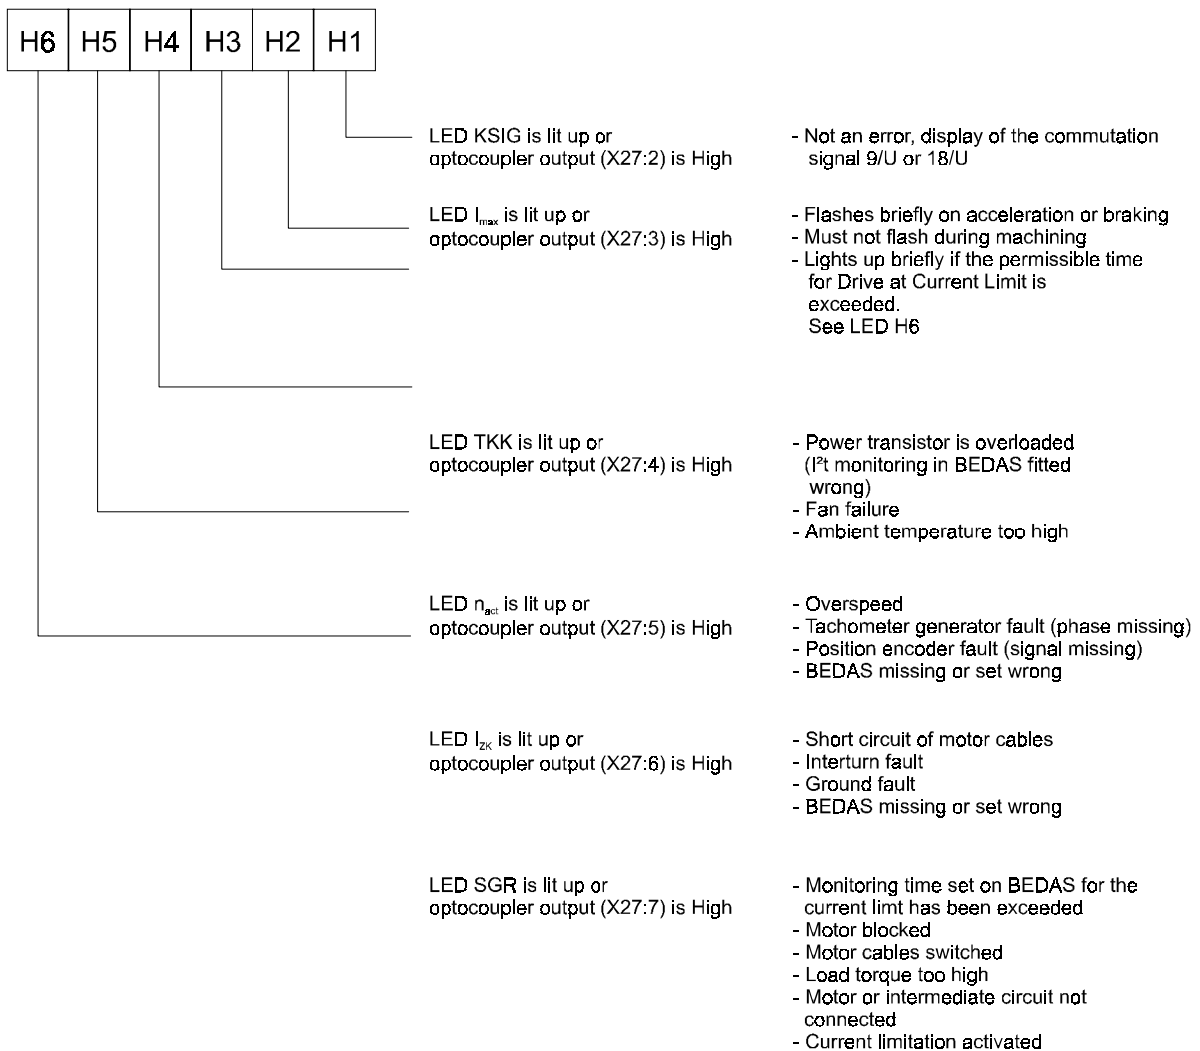 H6 H5 H4 H3 H2 H1
LED KSIG is lit up or
optocoupler output (X27:2) is High
- Not an error, display of the commutation
signal 9/U or 18/U
LED Imax is lit up or
optocoupler output (X27:3) is High
- Flashes briefly on acceleration or braking
- Must not flash during machining
- Lights up briefly if the permissible time
for Drive at Current Limit is
exceeded.
See LED H6
LED TKK is lit up or
optocoupler output (X27:4) is High
- Power transistor is overloaded
(I²t monitoring in BEDAS fitted
wrong)
- Fan failure
- Ambient temperature too high
LED nact is lit up or
optocoupler output (X27:5) is High
- Overspeed
- Tachometer generator fault (phase missing)
- Position encoder fault (signal missing)
- BEDAS missing or set wrong
LED IZK is lit up or
optocoupler output (X27:6) is High
- Short circuit of motor cables
- Interturn fault
- Ground fault
- BEDAS missing or set wrong
LED SGR is lit up or
optocoupler output (X27:7) is High
- Monitoring time set on BEDAS for the
current limt has been exceeded
- Motor blocked
- Motor cables switched
- Load torque too high
- Motor or intermediate circuit not
connected
- Current limitation activated